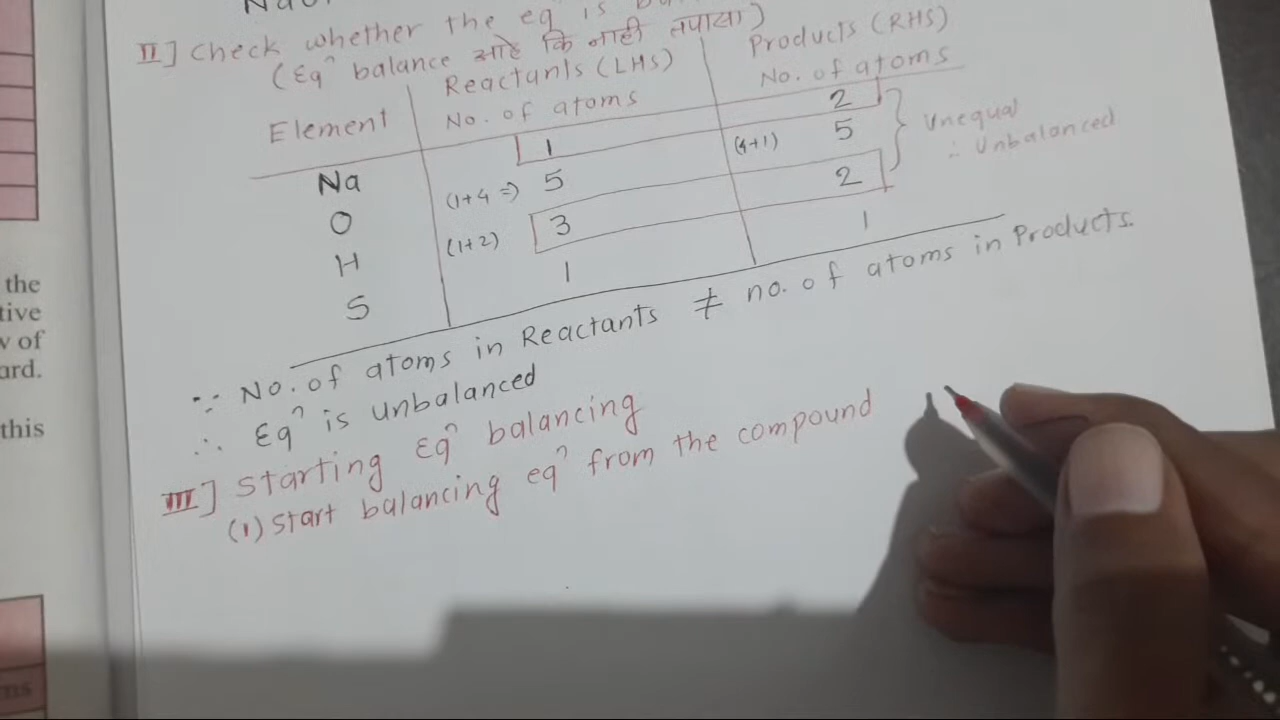 II] Check whether the eqⁿ is
(Eqⁿ balance आहे कि नाही तपाया)
Element
Reactants (LHS)
No. of atoms
Products (RHS)
No. of atoms
Na 1 2
O (1+4 =) 5 (4+1) 5
H (1+2) 3 2
S 1 1
Unequal
∴ Unbalanced
∵ No. of atoms in Reactants ≠ no. of atoms in Products.
∴ Eqⁿ is unbalanced
III] Starting Eqⁿ balancing
(1) Start balancing eqⁿ from the compound
the
tive
of
ard.
this